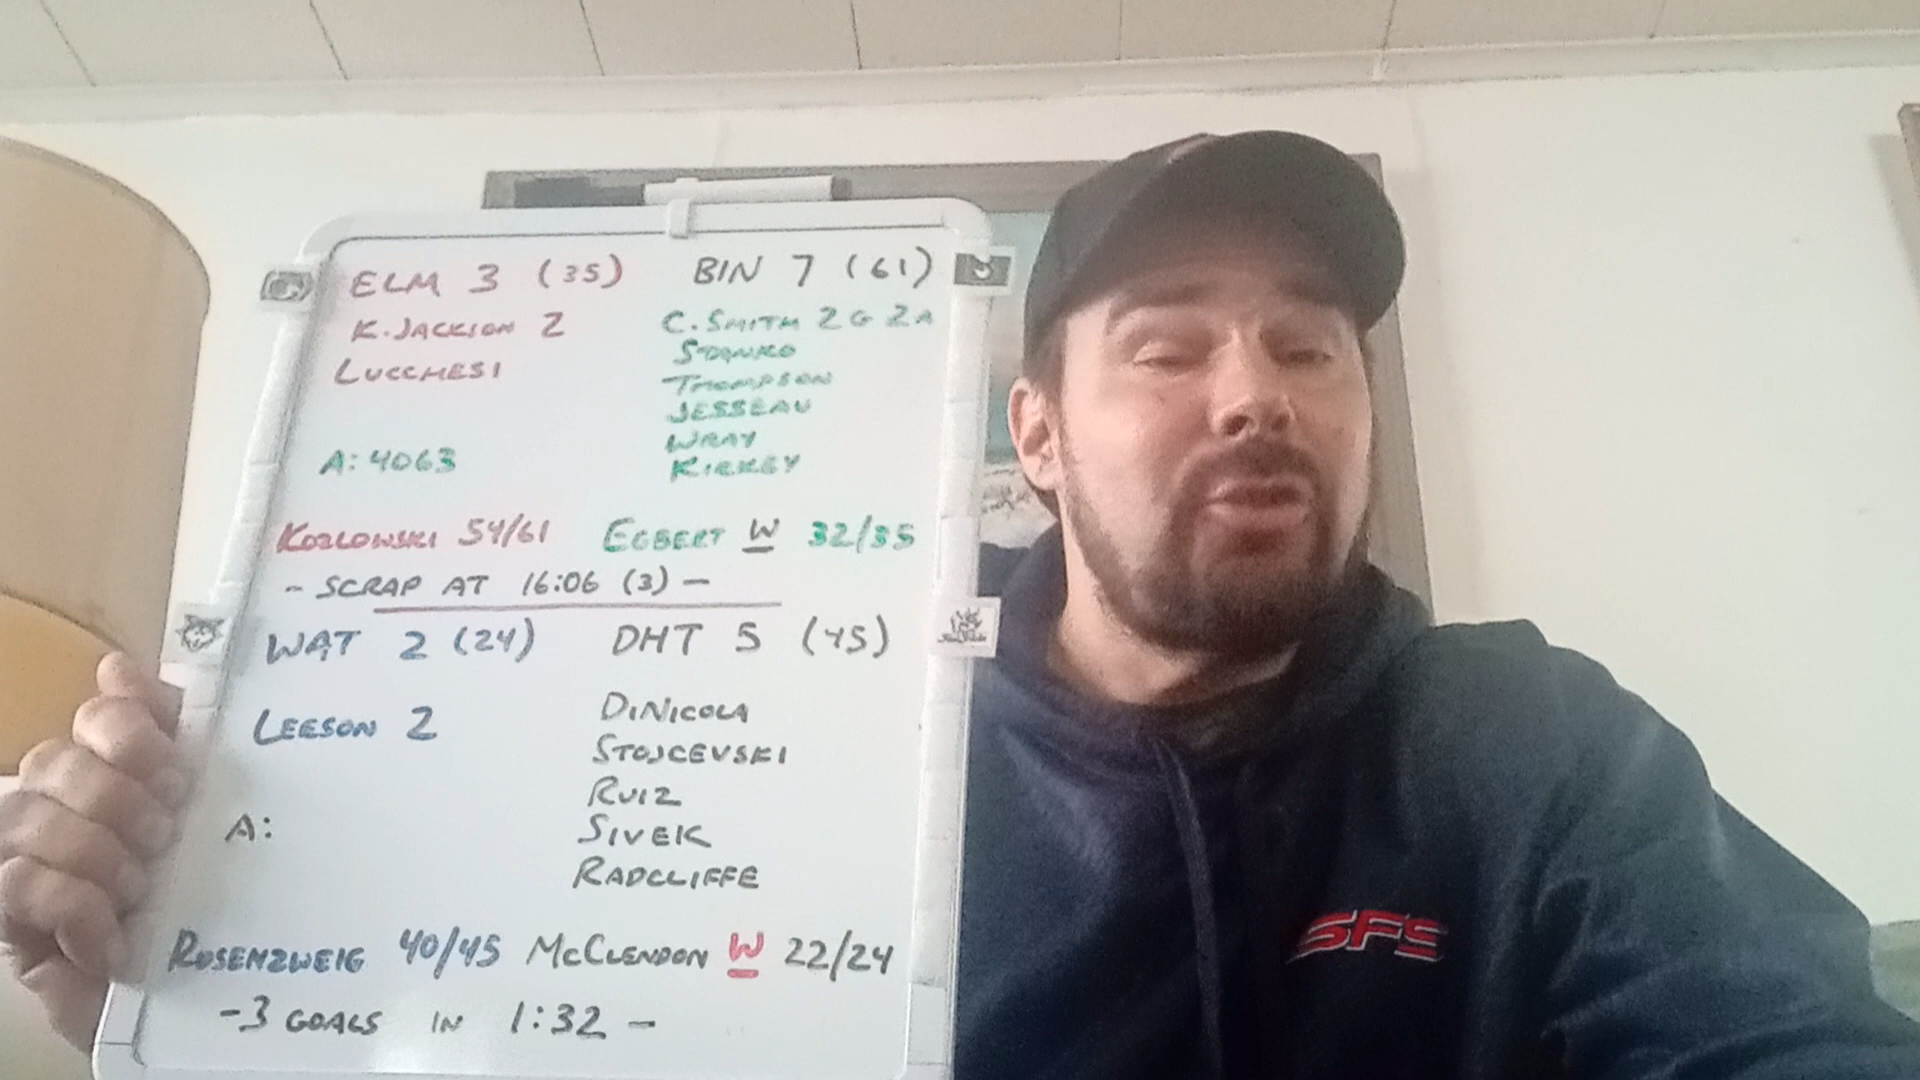 ELM 3 (35) BIN 7 (61)
K. JACKSON 2
LUCCHESI
C. SMITH 2G 2A
STANKO
THOMPSON
JESSEAU
WRAY
KIRKBY
A: 4063
KOZLOWSKI 54/61 EGBERT W 32/35
- SCRAP AT 16:06 (3) -
WAT 2 (24) DHT 5 (45)
LEESON 2
DINICOLA
STOJCEVSKI
RUIZ
SIVEK
RADCLIFFE
A:
ROSENZWEIG 40/45 MCCLENDON W 22/24
-3 GOALS IN 1:32 -
SFS